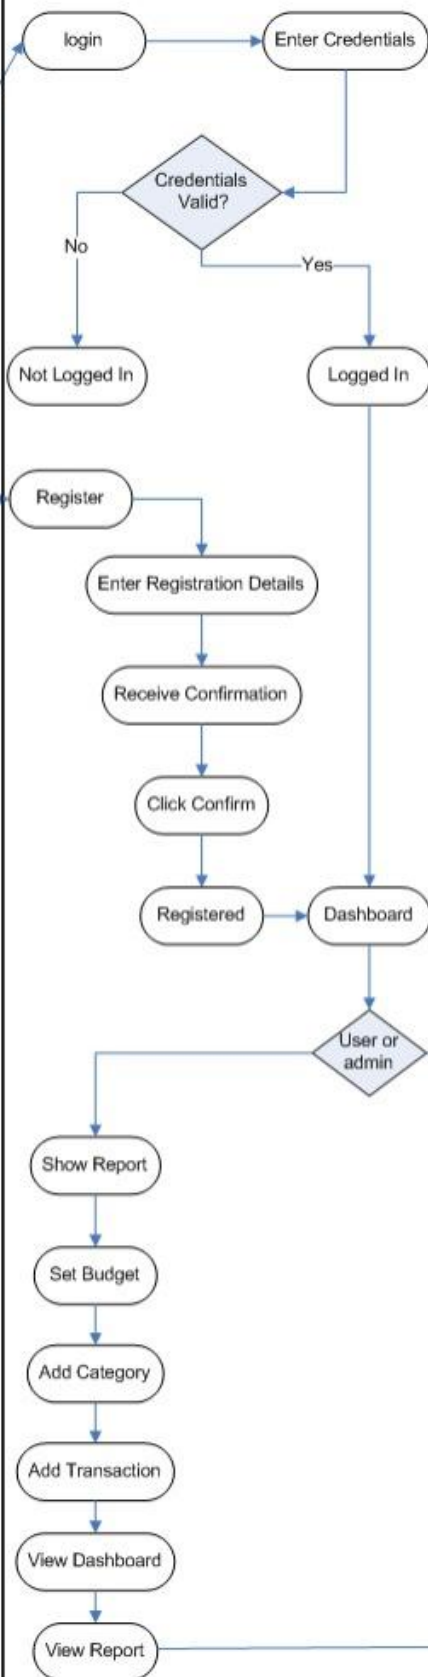 login
Enter Credentials
Credentials
Valid?
No
Yes
Not Logged In
Logged In
Register
Enter Registration Details
Receive Confirmation
Click Confirm
Registered
Dashboard
User or
admin
Show Report
Set Budget
Add Category
Add Transaction
View Dashboard
View Report